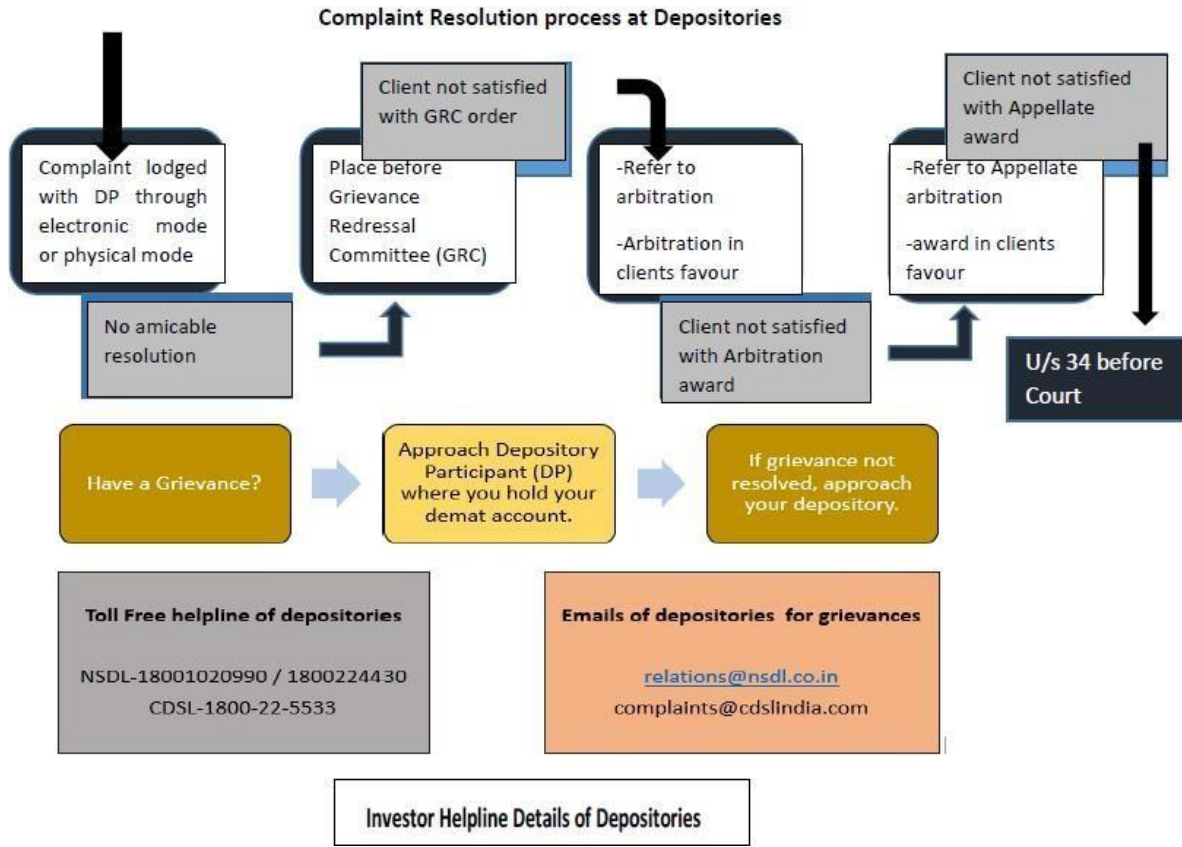 Complaint Resolution process at Depositories
Complaint lodged
with DP through
electronic mode
or physical mode
No amicable
resolution
Place before
Grievance
Redressal
Committee (GRC)
Client not satisfied
with GRC order
-Refer to
arbitration
-Arbitration in
clients favour
Client not satisfied
with Arbitration
award
-Refer to Appellate
arbitration
-award in clients
favour
Client not satisfied
with Appellate
award
U/s 34 before
Court
Have a Grievance?
Approach Depository
Participant (DP)
where you hold your
demat account.
If grievance not
resolved, approach
your depository.
Toll Free helpline of depositories
NSDL-18001020990 / 1800224430
CDSL-1800-22-5533
Emails of depositories for grievances
relations@nsdl.co.in
complaints@cdslindia.com
Investor Helpline Details of Depositories